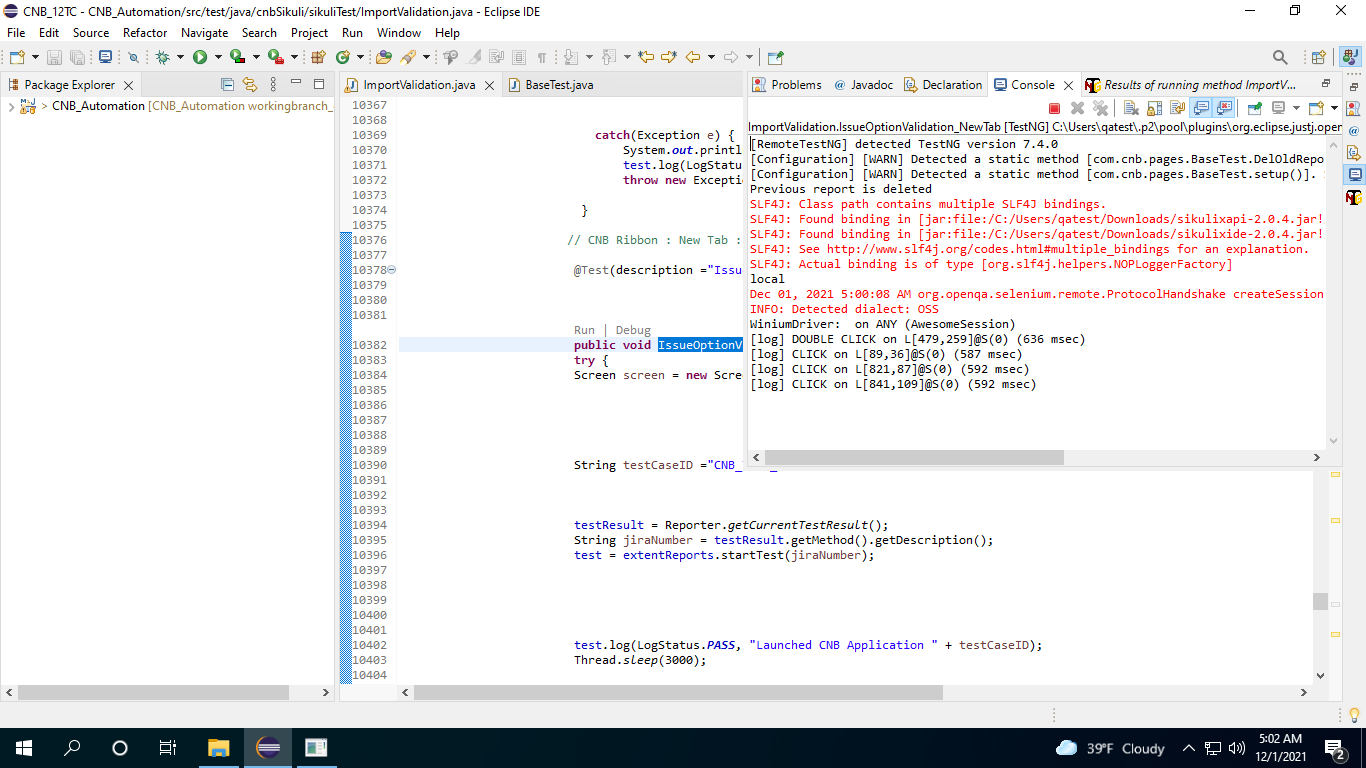 CNB_12TC - CNB_Automation/src/test/java/cnbSikuli/sikuliTest/ImportValidation.java - Eclipse IDE
File Edit Source Refactor Navigate Search Project Run Window Help
Package Explorer
> CNB_Automation [CNB_Automation workingbranch_
ImportValidation.java
BaseTest.java
10367
10368
10369 catch(Exception e) {
10370 System.out.printl
10371 test.log(LogStatu
10372 throw new Exceptio
10373
10374 }
10375
10376 // CNB Ribbon : New Tab :
10377
10378 @Test(description ="Issu
10379
10380
10381
Run | Debug
10382 public void IssueOptionV
10383 try {
10384 Screen screen = new Scre
10385
10386
10387
10388
10389
10390 String testCaseID ="CNB_
10391
10392
10393
10394 testResult = Reporter.getCurrentTestResult();
10395 String jiraNumber = testResult.getMethod().getDescription();
10396 test = extentReports.startTest(jiraNumber);
10397
10398
10399
10400
10401
10402 test.log(LogStatus.PASS, "Launched CNB Application " + testCaseID);
10403 Thread.sleep(3000);
10404
Problems @ Javadoc Declaration Console Results of running method ImportV...
ImportValidation.IssueOptionValidation_NewTab [TestNG] C:\Users\qatest\.p2\pool\plugins\org.eclipse.justj.open
[RemoteTestNG] detected TestNG version 7.4.0
[Configuration] [WARN] Detected a static method [com.cnb.pages.BaseTest.DelOldRepo
[Configuration] [WARN] Detected a static method [com.cnb.pages.BaseTest.setup()].
Previous report is deleted
SLF4J: Class path contains multiple SLF4J bindings.
SLF4J: Found binding in [jar:file:/C:/Users/qatest/Downloads/sikulixapi-2.0.4.jar!
SLF4J: Found binding in [jar:file:/C:/Users/qatest/Downloads/sikulixide-2.0.4.jar!
SLF4J: See http://www.slf4j.org/codes.html#multiple_bindings for an explanation.
SLF4J: Actual binding is of type [org.slf4j.helpers.NOPLoggerFactory]
local
Dec 01, 2021 5:00:08 AM org.openqa.selenium.remote.ProtocolHandshake createSession
INFO: Detected dialect: OSS
WiniumDriver:  on ANY (AwesomeSession)
[log] DOUBLE CLICK on L[479,259]@S(0) (636 msec)
[log] CLICK on L[89,36]@S(0) (587 msec)
[log] CLICK on L[821,87]@S(0) (592 msec)
[log] CLICK on L[841,109]@S(0) (592 msec)
39°F Cloudy
5:02 AM
12/1/2021
2